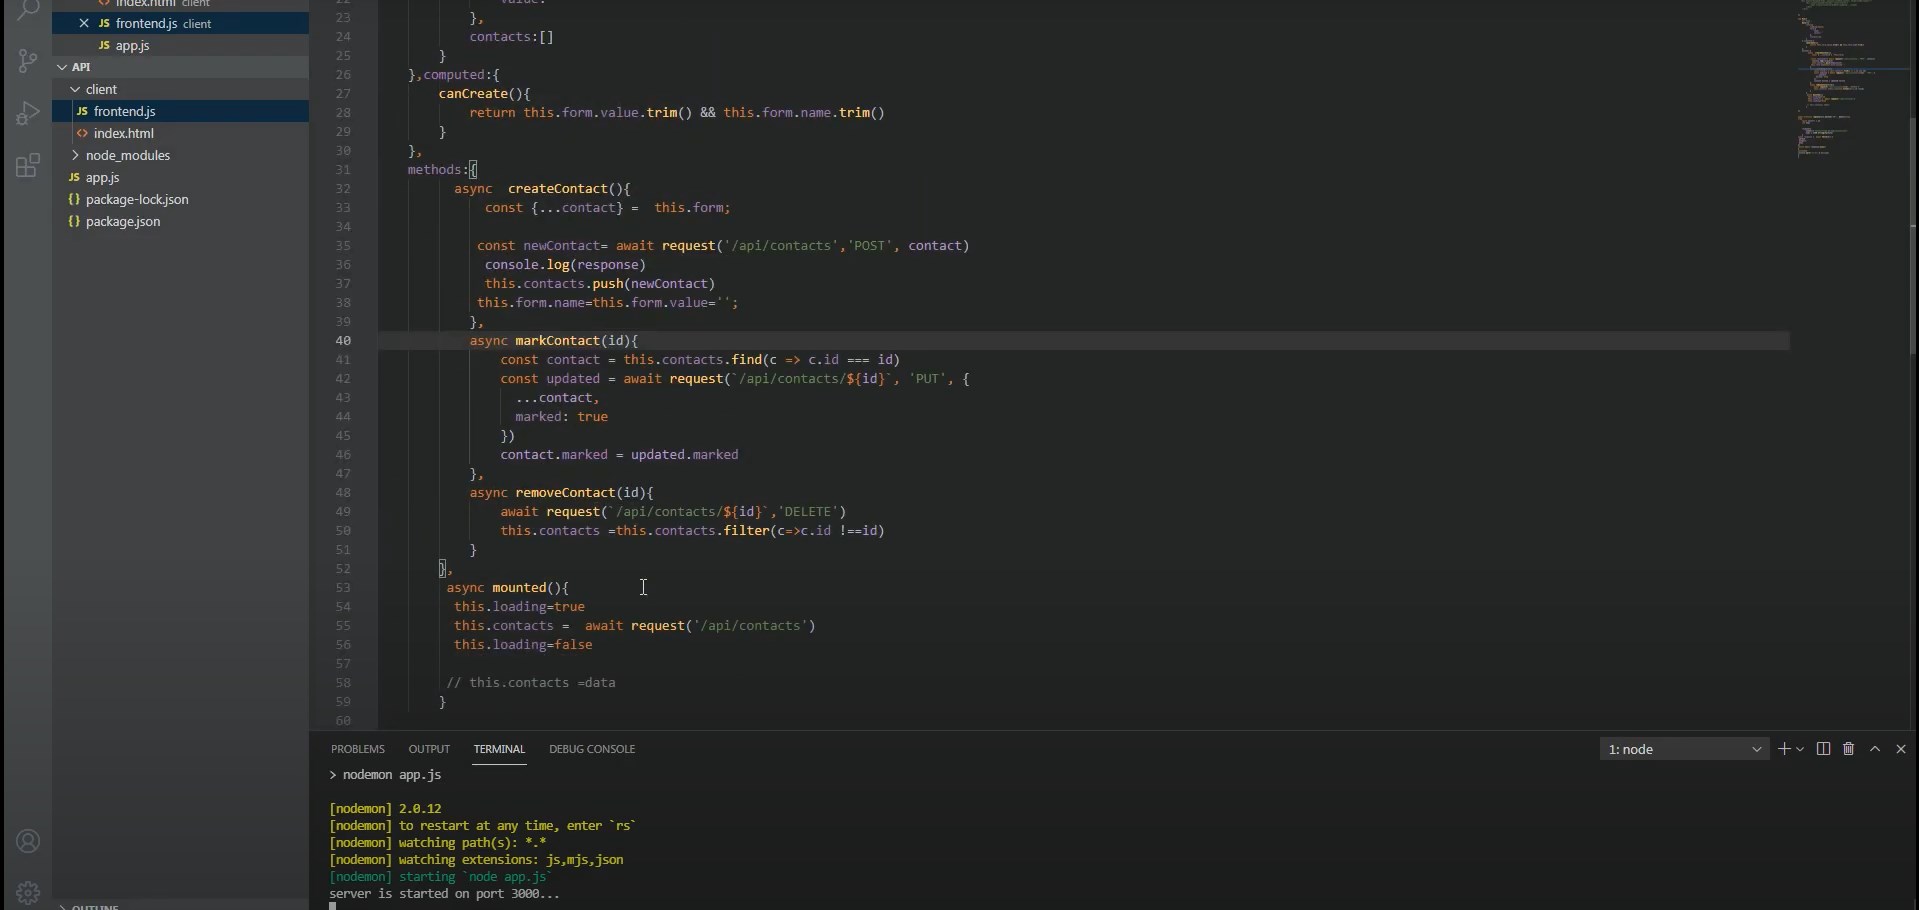 index.html client
frontend.js client
app.js
API
client
frontend.js
index.html
node_modules
app.js
package-lock.json
package.json
OUTLINE
22 value:
23 },
24 contacts:[]
25 }
26 },computed:{
27 canCreate(){
28 return this.form.value.trim() && this.form.name.trim()
29 }
30 },
31 methods:{
32 async createContact(){
33 const {...contact} = this.form;
34
35 const newContact= await request('/api/contacts','POST', contact)
36 console.log(response)
37 this.contacts.push(newContact)
38 this.form.name=this.form.value='';
39 },
40 async markContact(id){
41 const contact = this.contacts.find(c => c.id === id)
42 const updated = await request(`/api/contacts/${id}`, 'PUT', {
43 ...contact,
44 marked: true
45 })
46 contact.marked = updated.marked
47 },
48 async removeContact(id){
49 await request(`/api/contacts/${id}`,'DELETE')
50 this.contacts =this.contacts.filter(c=>c.id !==id)
51 }
52 },
53 async mounted(){
54 this.loading=true
55 this.contacts = await request('/api/contacts')
56 this.loading=false
57
58 // this.contacts =data
59 }
60
PROBLEMS OUTPUT TERMINAL DEBUG CONSOLE 1: node
> nodemon app.js
[nodemon] 2.0.12
[nodemon] to restart at any time, enter `rs`
[nodemon] watching path(s): *.*
[nodemon] watching extensions: js,mjs,json
[nodemon] starting `node app.js`
server is started on port 3000...